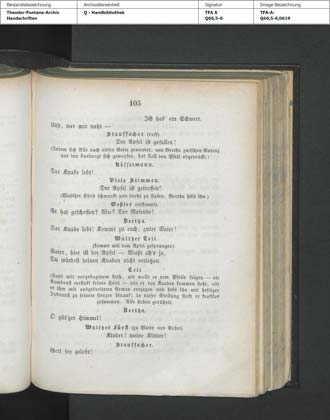 Bestandsbezeichnung
Theodor-Fontane-Archiv
Handschriften
Archivalieneinheit
Q - Handbibliothek
Signatur
TFA A
Q66,5-6
Image-Bezeichnung
TFA-A-
Q66,5-6,0819
105
Ich hab' ein Schwert.
Und, wer mir naht —
Stauffacher (ruft).
Der Apfel ist gefallen!
(Indem sich Alle nach dieser Seite gewendet, und Bertha zwischen Rudenz
und den Landvogt sich geworfen, hat Tell den Pfeil abgedrückt.)
Rösselmann.
Der Knabe lebt!
Viele Stimmen.
Der Apfel ist getroffen!
(Walther Fürst schwankt und droht zu sinken, Bertha hält ihn.)
Geßler (erstaunt).
Er hat geschossen? Wie? Der Rasende!
Bertha.
Der Knabe lebt! Kommt zu euch, guter Vater!
Walther Tell
(kommt mit dem Apfel gesprungen).
Vater, hier ist der Apfel — Wußt' ich's ja,
Du würdest deinen Knaben nicht verletzen.
Tell
(stand mit vorgebognem Leib, als wollt er dem Pfeile folgen — die
Armbrust entsinkt seiner Hand — wie er den Knaben kommen sieht, eilt
er ihm mit ausgebreiteten Armen entgegen und hebt ihn mit heftiger
Inbrunst zu seinem Herzen hinauf; in dieser Stellung sinkt er kraftlos
zusammen. Alle stehen gerührt).
Bertha.
O güt'ger Himmel!
Walther Fürst (zu Vater und Sohn).
Kinder! meine Kinder!
Stauffacher.
Gott sey gelobt!